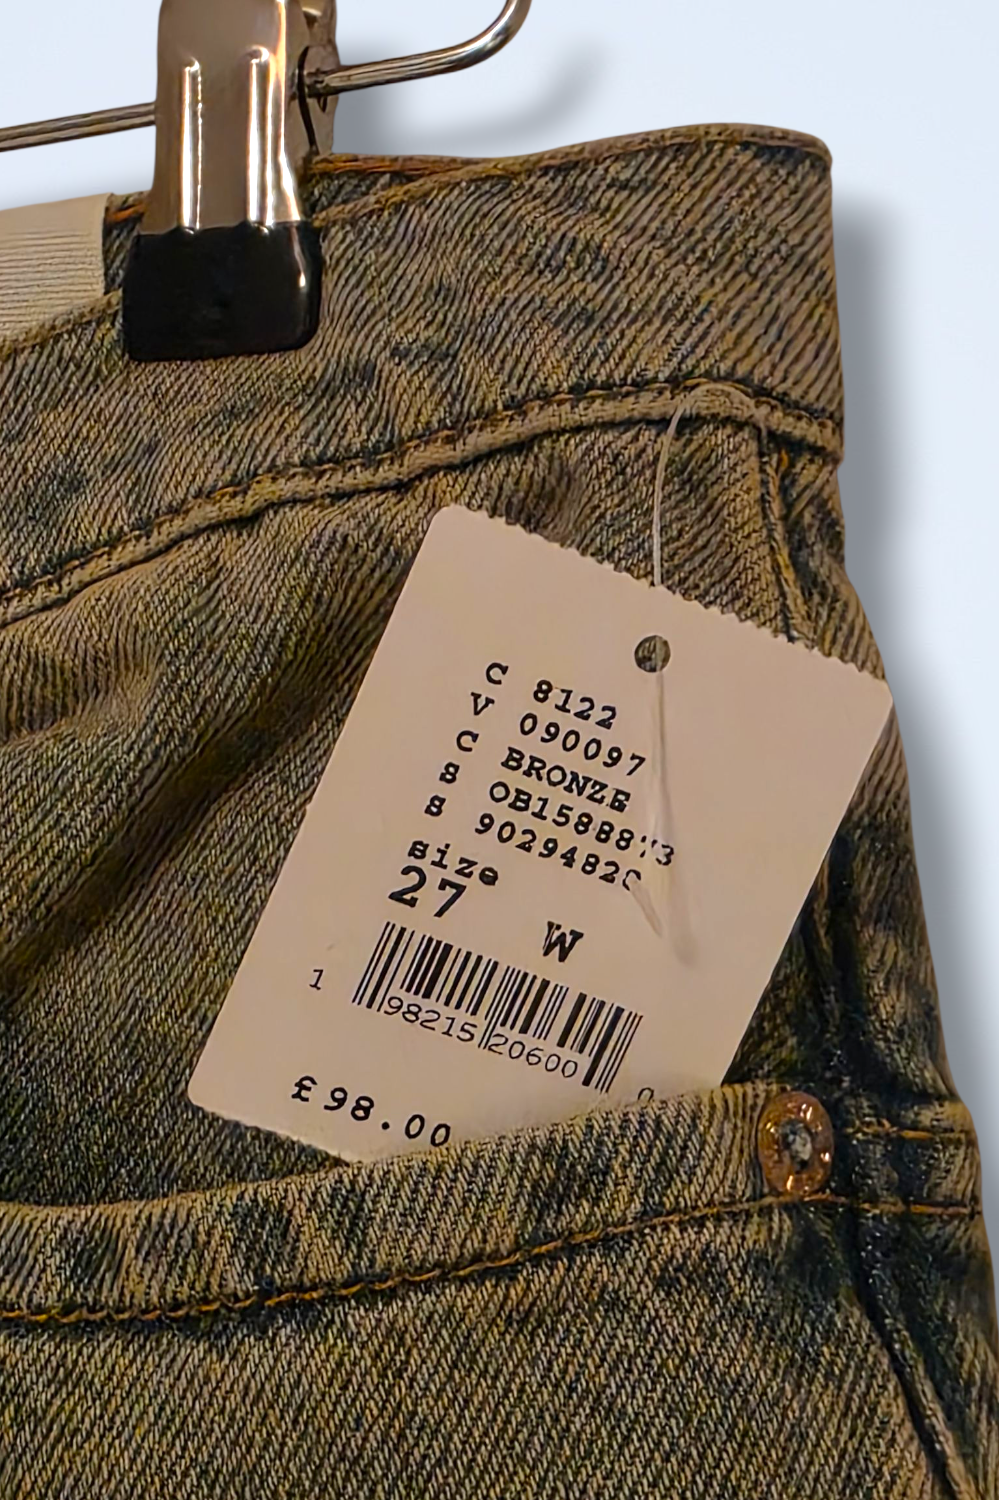 C 8122
V 090097
C BRONZE
S
S
size
27 W
1 98215 20600 0
£98.00